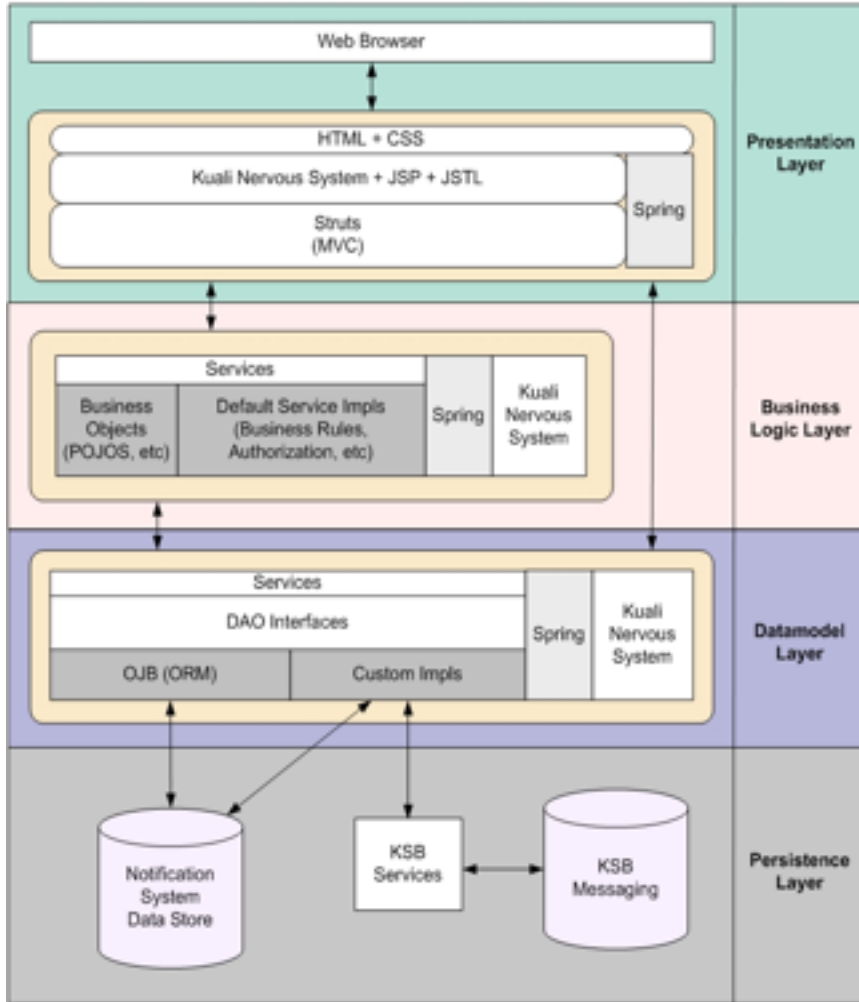 Web Browser
HTML + CSS
Kuali Nervous System + JSP + JSTL
Struts
(MVC)
Spring
Presentation
Layer
Services
Business
Objects
(POJOS, etc)
Default Service Impls
(Business Rules,
Authorization, etc)
Spring
Kuali
Nervous
System
Business
Logic Layer
Services
DAO Interfaces
OJB (ORM)
Custom Impls
Spring
Kuali
Nervous
System
Datamodel
Layer
Notification
System
Data Store
KSB
Services
KSB
Messaging
Persistence
Layer